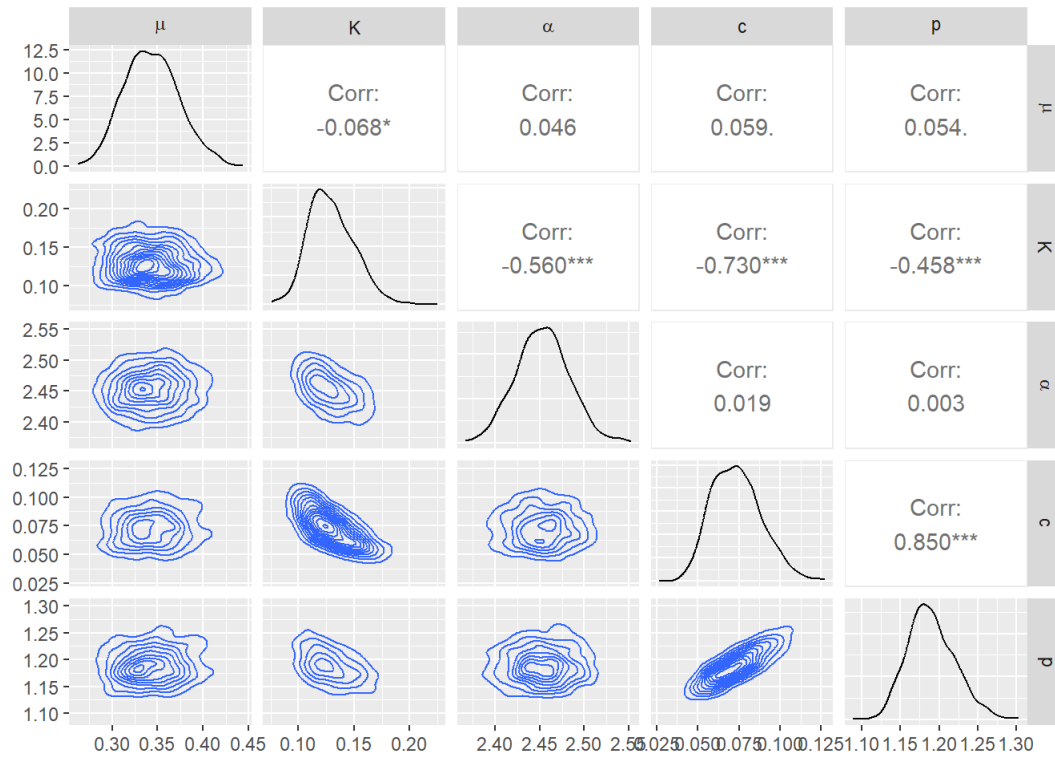 μ K α c p
12.5
10.0
7.5
5.0
2.5
0.0
Corr:
-0.068*
Corr:
0.046
Corr:
0.059.
Corr:
0.054.
μ
0.20
0.15
0.10
Corr:
-0.560***
Corr:
-0.730***
Corr:
-0.458***
K
2.55
2.50
2.45
2.40
Corr:
0.019
Corr:
0.003
α
0.125
0.100
0.075
0.050
0.025
Corr:
0.850***
c
1.30
1.25
1.20
1.15
1.10
p
0.30 0.35 0.40 0.45 0.10 0.15 0.20 2.40 2.45 2.50 2.55 0.025 0.050 0.075 0.100 0.125 1.10 1.15 1.20 1.25 1.30